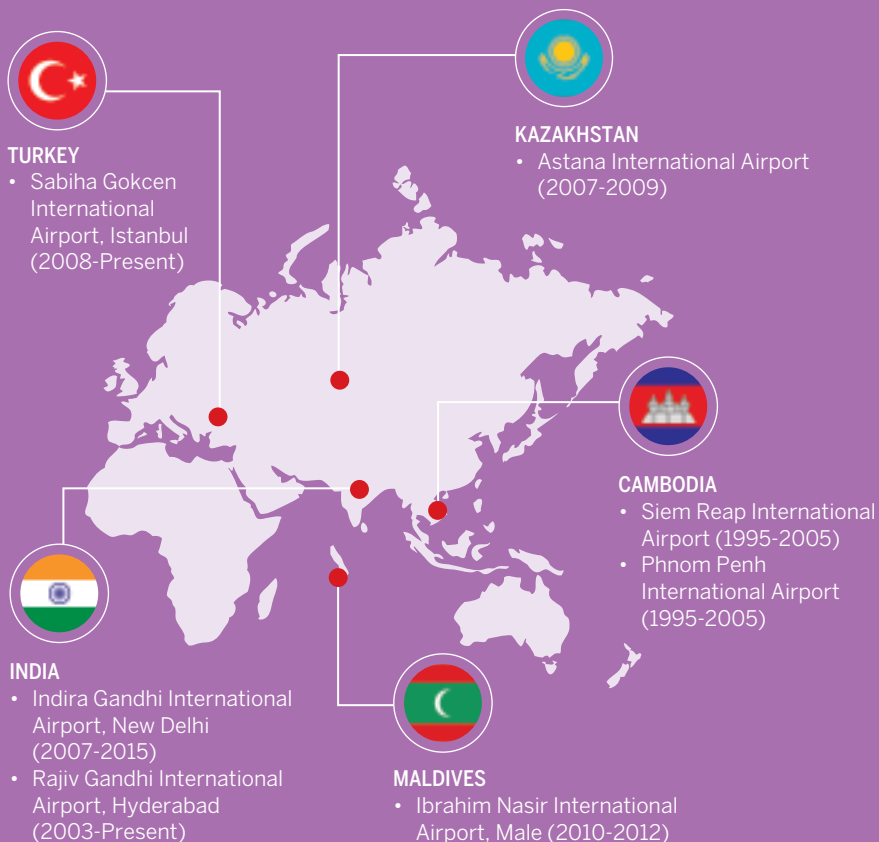 TURKEY
• Sabiha Gokcen
International
Airport, Istanbul
(2008-Present)
KAZAKHSTAN
• Astana International Airport
(2007-2009)
CAMBODIA
• Siem Reap International
Airport (1995-2005)
• Phnom Penh
International Airport
(1995-2005)
INDIA
• Indira Gandhi International
Airport, New Delhi
(2007-2015)
• Rajiv Gandhi International
Airport, Hyderabad
(2003-Present)
MALDIVES
• Ibrahim Nasir International
Airport, Male (2010-2012)